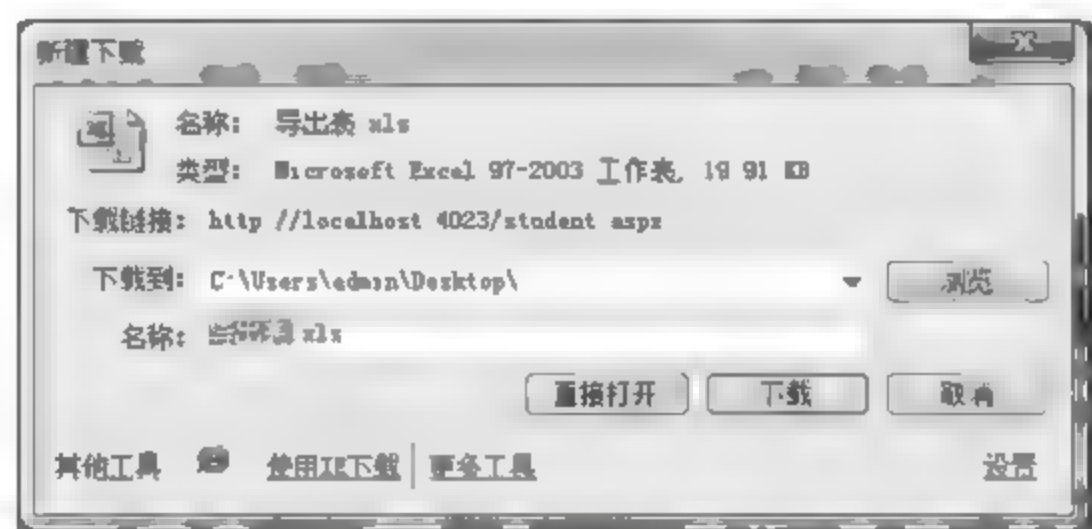 新建下载
名称: 导出表 xls
类型: Microsoft Excel 97-2003 工作表, 19 91 KB
下载链接: http //localhost 4023/student aspx
下载到: C \Users\admin\Desktop\
浏览
名称: xls
直接打开 下载 取消
其他工具 使用IE下载 更多工具 设置